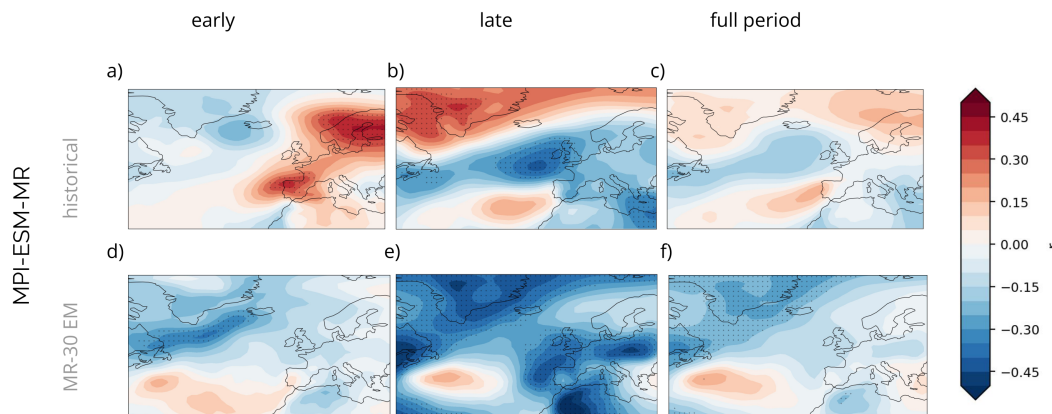 early late full period
a) b) c)
MPI-ESM-MR
historical
d) e) f)
MR-30 EM
0.45
0.30
0.15
0.00
−0.15
−0.30
−0.45